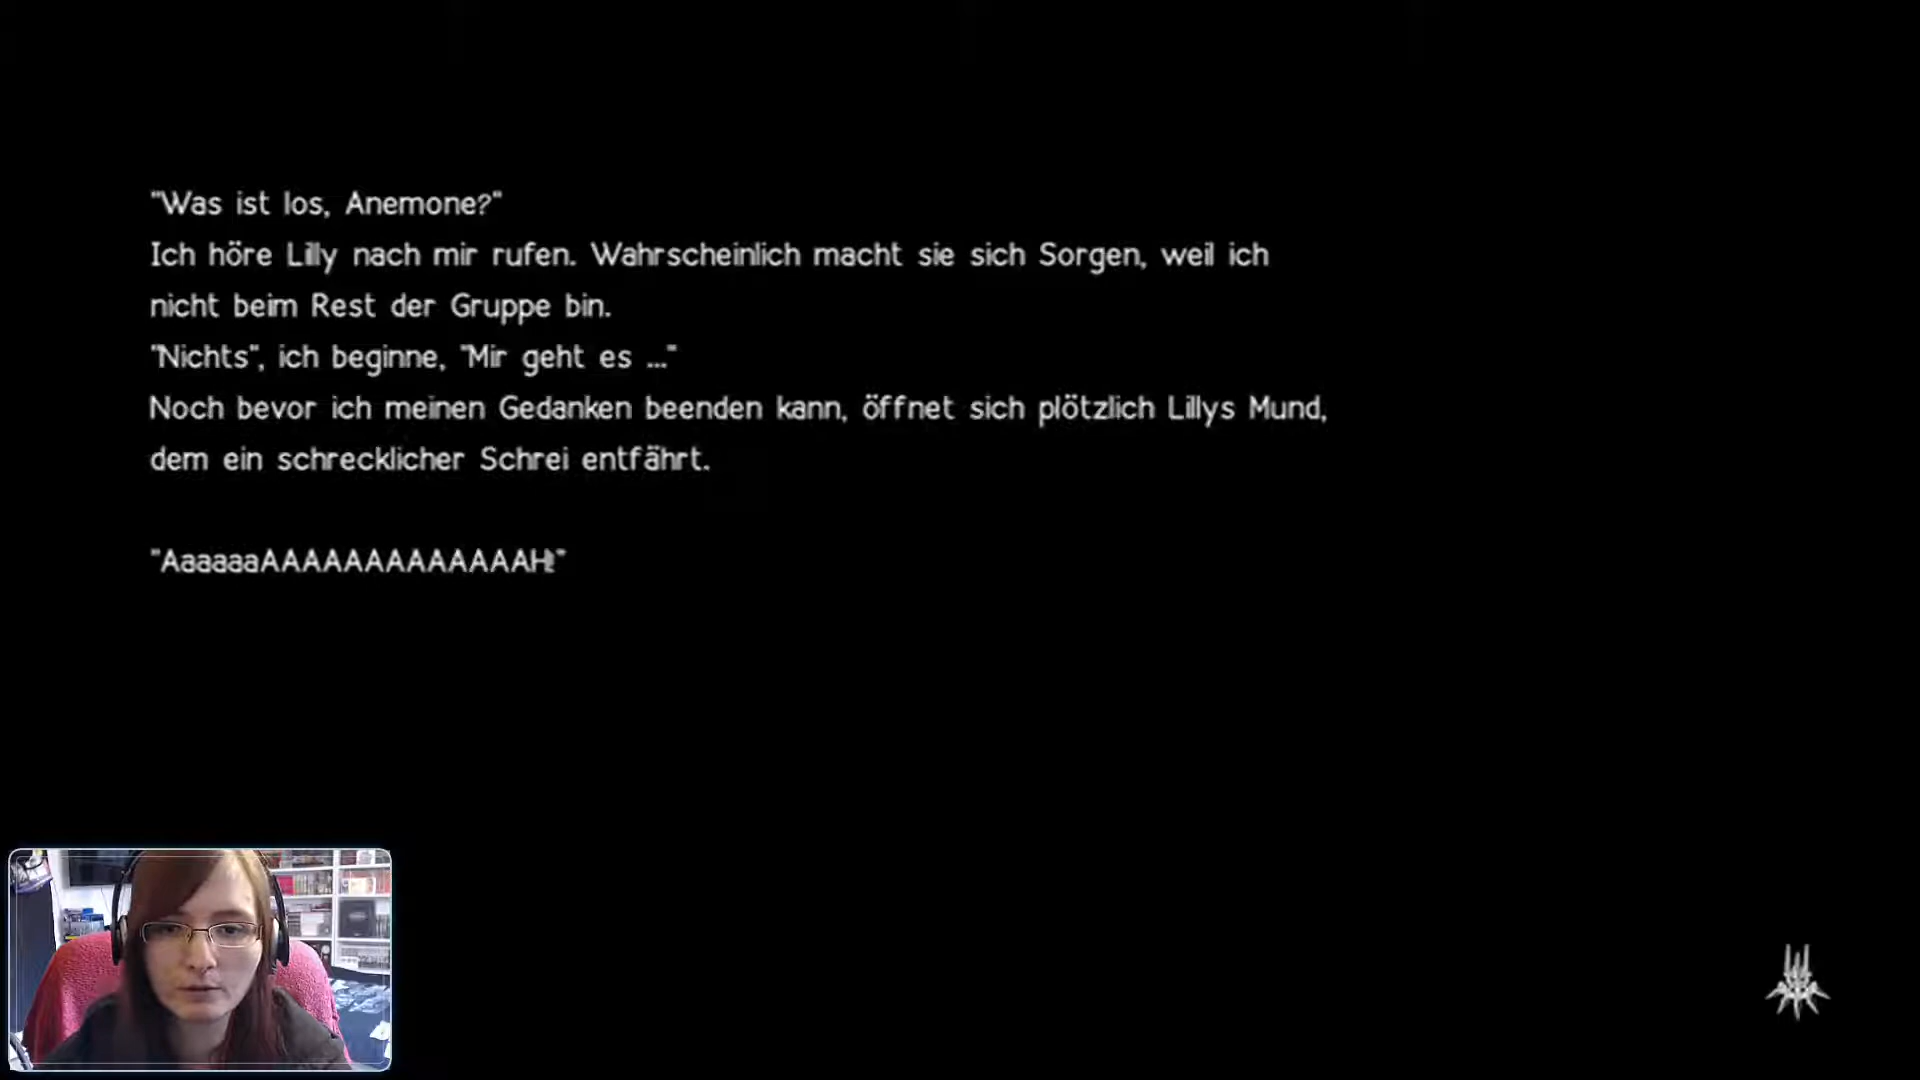 "Was ist los, Anemone?"
Ich höre Lilly nach mir rufen. Wahrscheinlich macht sie sich Sorgen, weil ich
nicht beim Rest der Gruppe bin.
"Nichts", ich beginne, "Mir geht es ..."
Noch bevor ich meinen Gedanken beenden kann, öffnet sich plötzlich Lillys Mund,
dem ein schrecklicher Schrei entfährt.
"AaaaaaAAAAAAAAAAAAAH!"